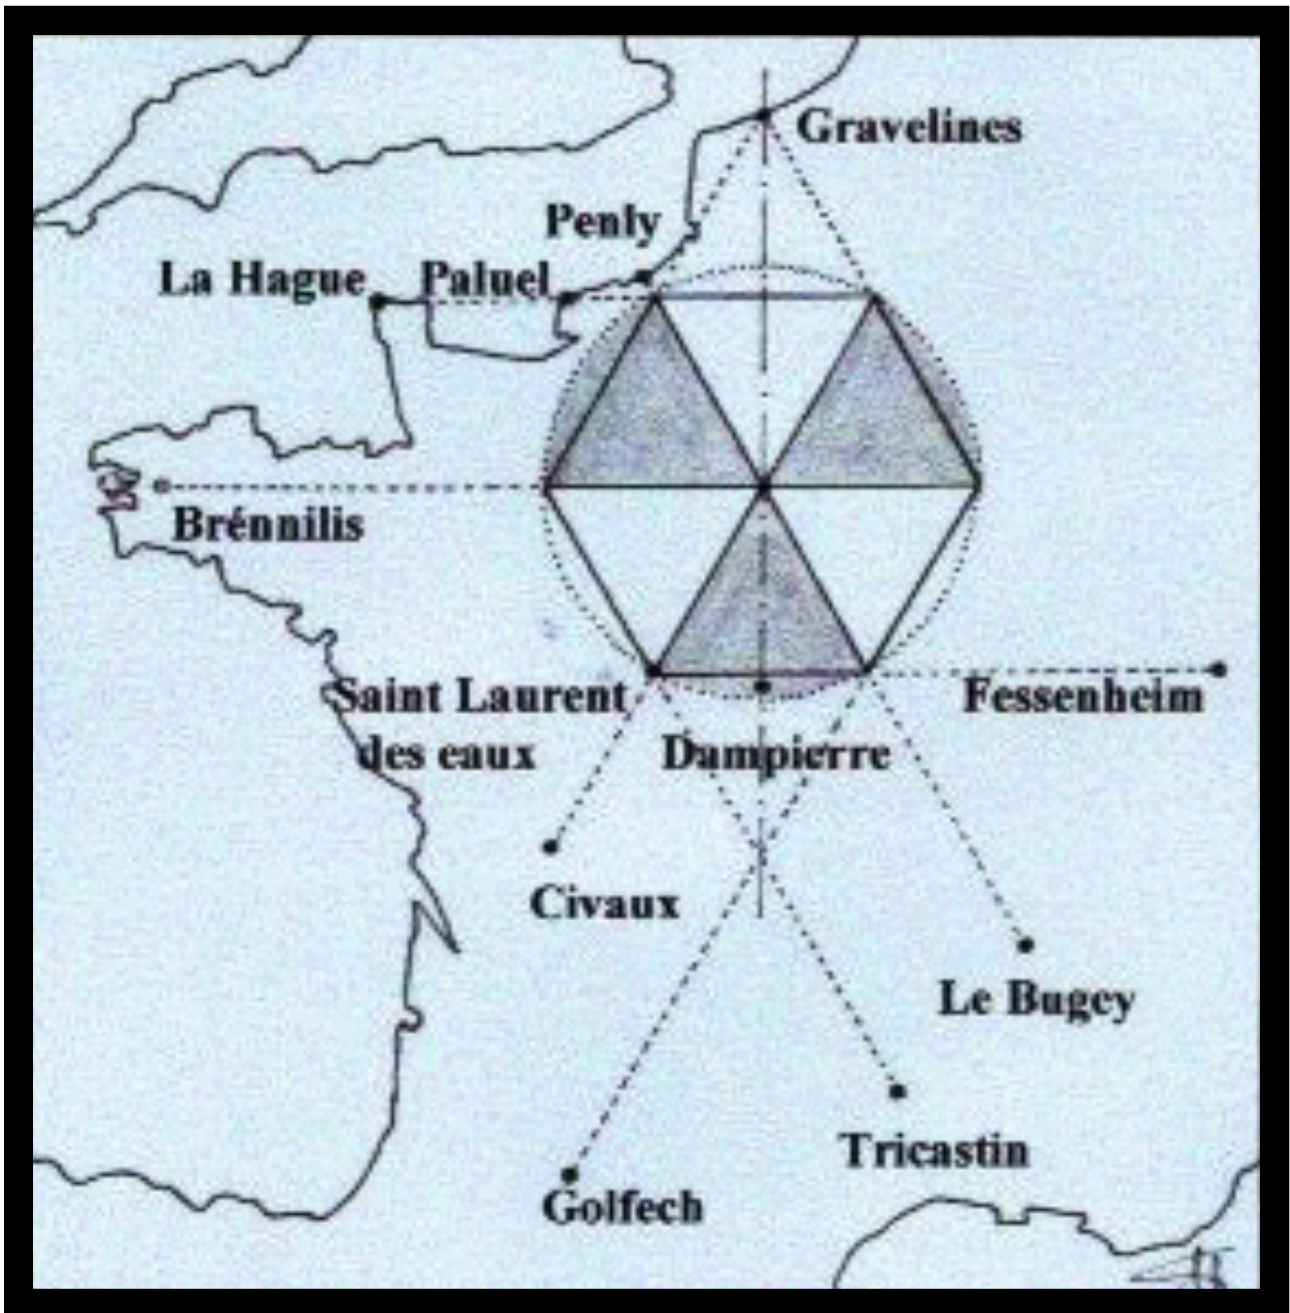 Gravelines
Penly
La Hague
Paluel
Brénnilis
Saint Laurent
des eaux
Dampierre
Fessenheim
Civaux
Le Bugey
Tricastin
Golfech